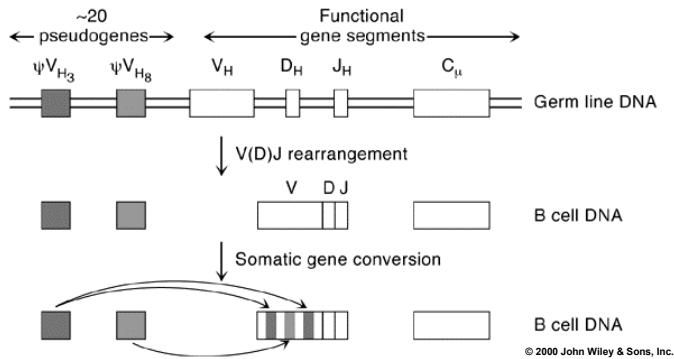 ~20
pseudogenes
Functional
gene segments
ψVH3 ψVH8 VH DH JH Cμ
Germ line DNA
V(D)J rearrangement
V D J
B cell DNA
Somatic gene conversion
B cell DNA
© 2000 John Wiley & Sons, Inc.